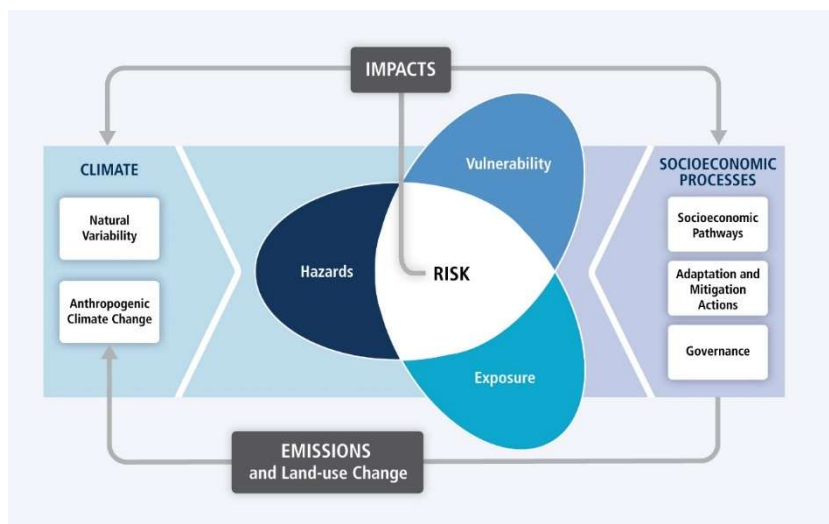 IMPACTS
CLIMATE
Natural
Variability
Anthropogenic
Climate Change
Vulnerability
Hazards
RISK
Exposure
SOCIOECONOMIC
PROCESSES
Socioeconomic
Pathways
Adaptation and
Mitigation
Actions
Governance
EMISSIONS
and Land-use Change